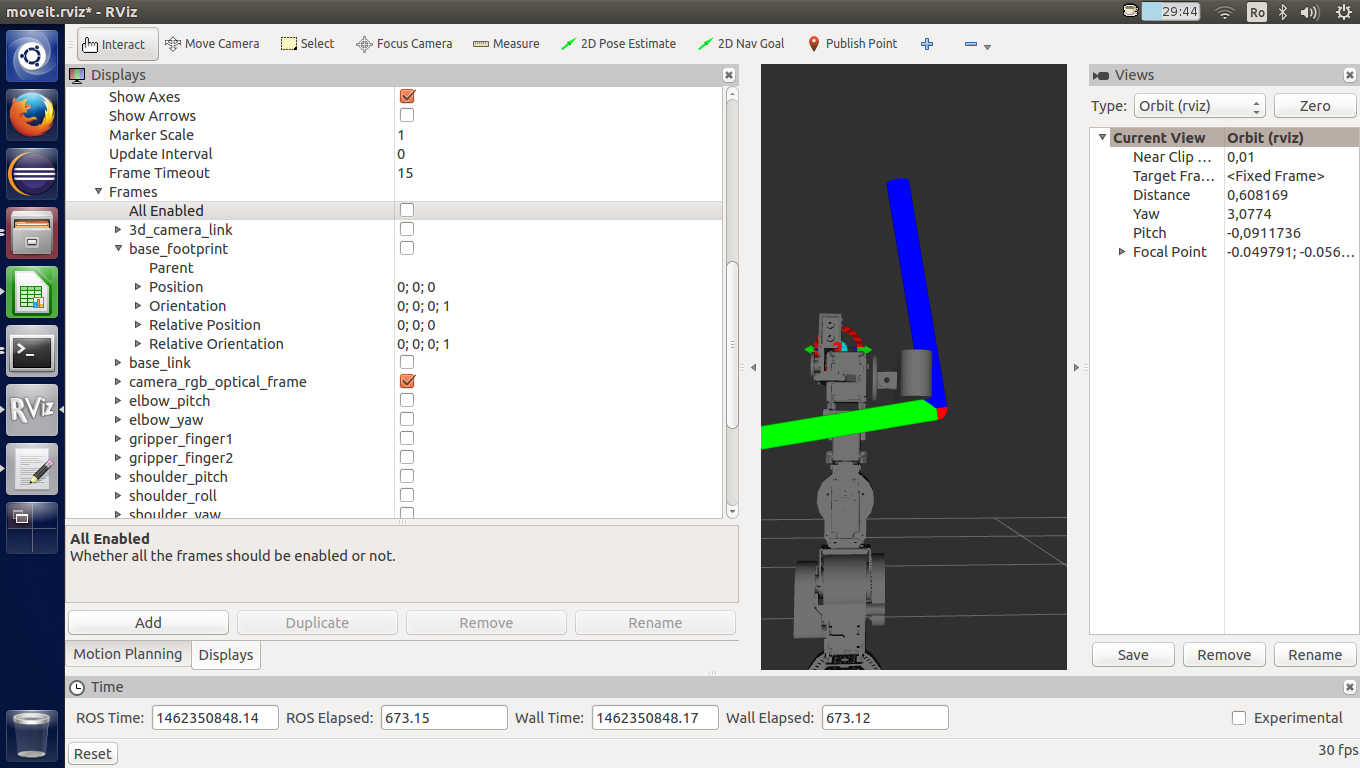 moveit.rviz* - RViz
29:44
Ro
Interact
Move Camera
Select
Focus Camera
Measure
2D Pose Estimate
2D Nav Goal
Publish Point
Displays
Show Axes
Show Arrows
Marker Scale 1
Update Interval 0
Frame Timeout 15
Frames
All Enabled
3d_camera_link
base_footprint
Parent
Position 0; 0; 0
Orientation 0; 0; 0; 1
Relative Position 0; 0; 0
Relative Orientation 0; 0; 0; 1
base_link
camera_rgb_optical_frame
elbow_pitch
elbow_yaw
gripper_finger1
gripper_finger2
shoulder_pitch
shoulder_roll
shoulder_yaw
All Enabled
Whether all the frames should be enabled or not.
Add
Duplicate
Remove
Rename
Motion Planning
Displays
Views
Type: Orbit (rviz)
Zero
Current View Orbit (rviz)
Near Clip ... 0,01
Target Fra... <Fixed Frame>
Distance 0,608169
Yaw 3,0774
Pitch -0,0911736
Focal Point -0.049791; -0.056...
Save
Remove
Rename
RViz
Time
ROS Time: 1462350848.14
ROS Elapsed: 673.15
Wall Time: 1462350848.17
Wall Elapsed: 673.12
Experimental
Reset
30 fps